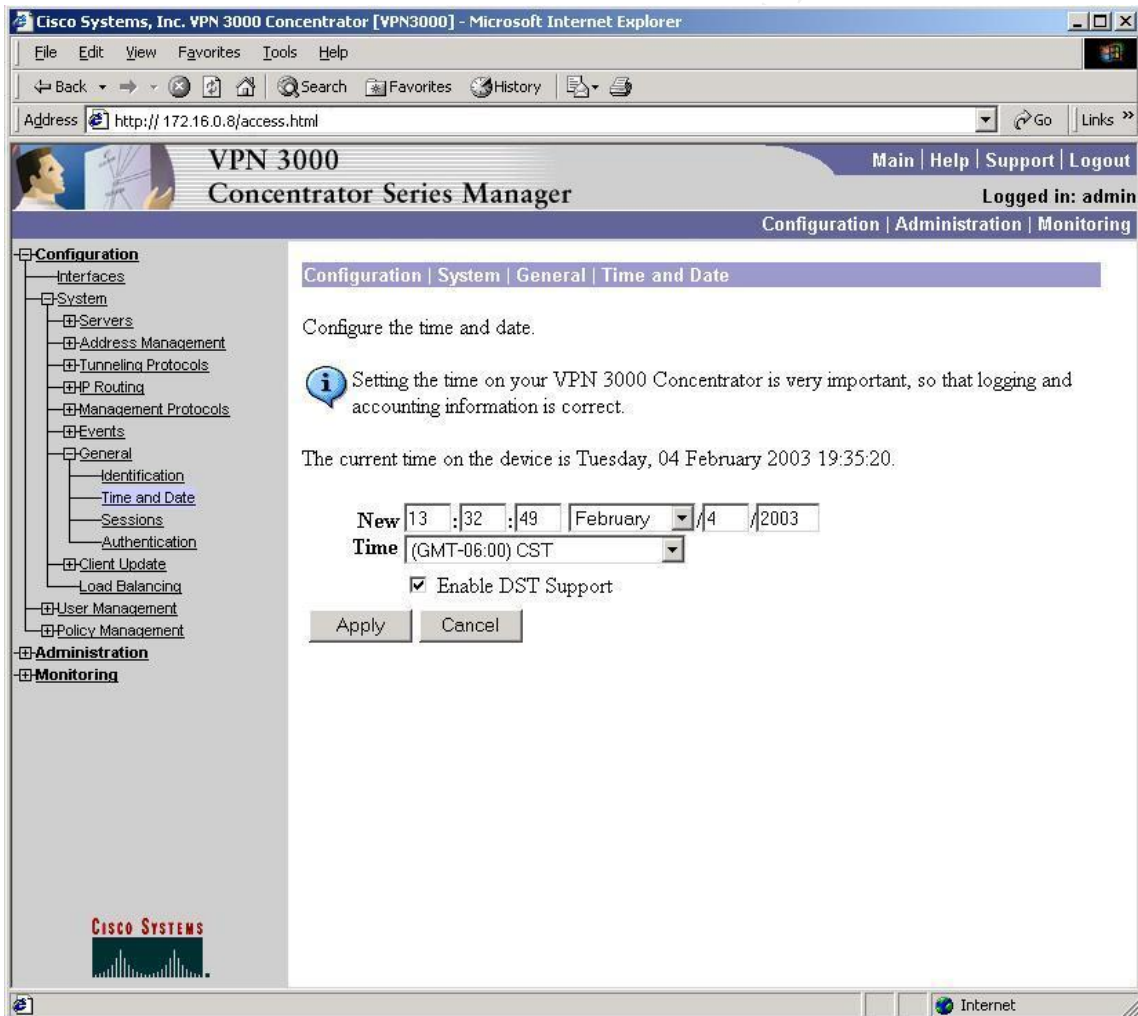 Cisco Systems, Inc. VPN 3000 Concentrator [VPN3000] - Microsoft Internet Explorer
File Edit View Favorites Tools Help
Back Search Favorites History
Address http:// 172.16.0.8/access.html Go Links »
VPN 3000
Concentrator Series Manager
Main | Help | Support | Logout
Logged in: admin
Configuration | Administration | Monitoring
Configuration
Interfaces
System
Servers
Address Management
Tunneling Protocols
IP Routing
Management Protocols
Events
General
Identification
Time and Date
Sessions
Authentication
Client Update
Load Balancing
User Management
Policy Management
Administration
Monitoring
CISCO SYSTEMS
Configuration | System | General | Time and Date
Configure the time and date.
Setting the time on your VPN 3000 Concentrator is very important, so that logging and
accounting information is correct.
The current time on the device is Tuesday, 04 February 2003 19:35:20.
New 13 : 32 : 49 February / 4 / 2003
Time (GMT-06:00) CST
Enable DST Support
Apply Cancel
Internet